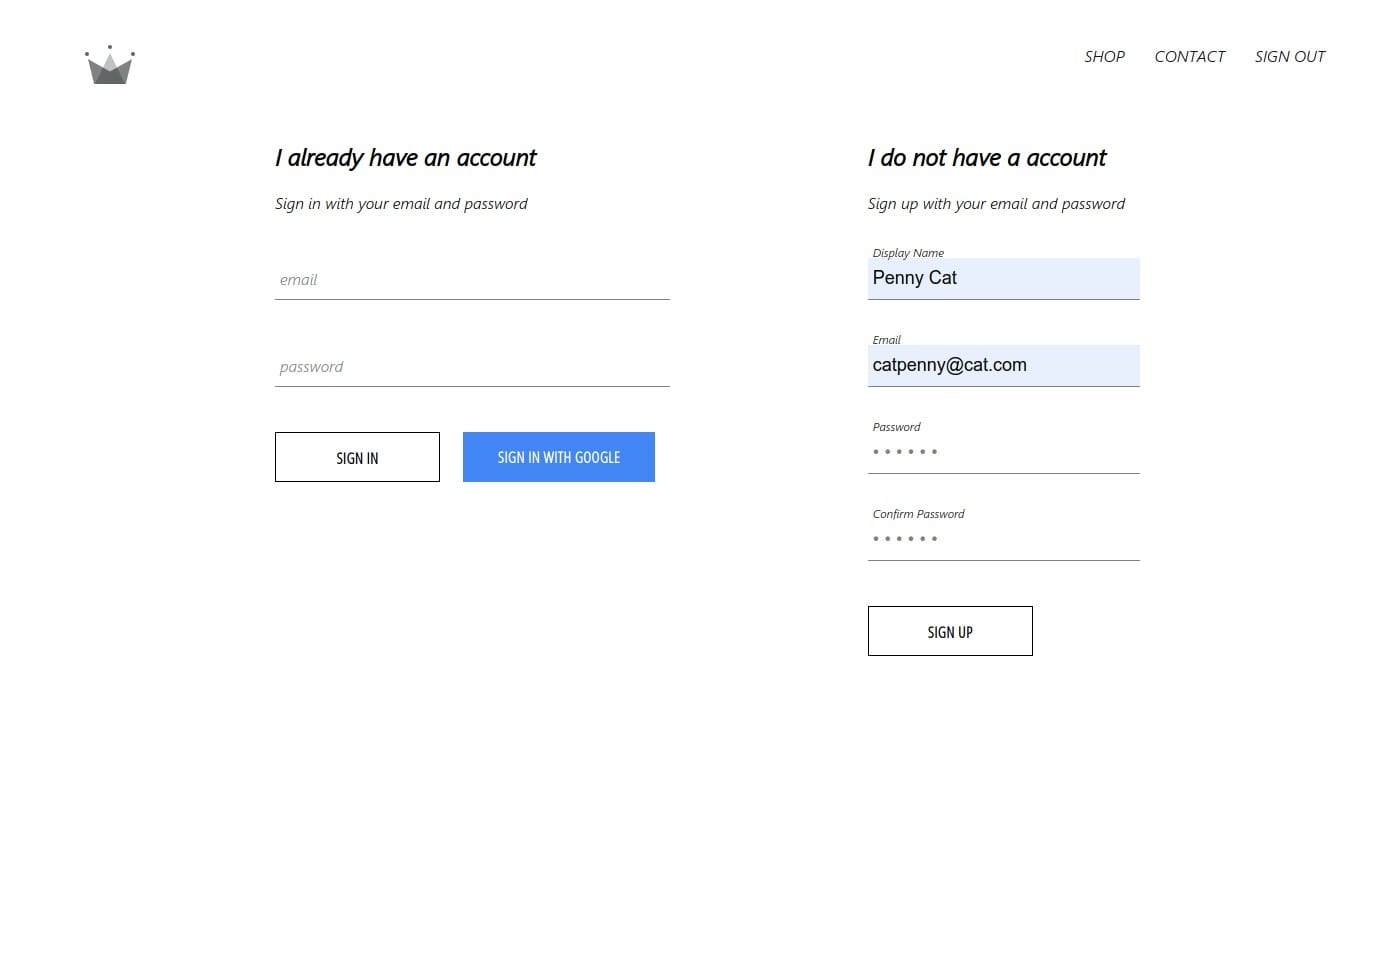 SHOP CONTACT SIGN OUT
I already have an account
Sign in with your email and password
email
password
SIGN IN SIGN IN WITH GOOGLE
I do not have a account
Sign up with your email and password
Display Name
Penny Cat
Email
catpenny@cat.com
Password
••••••
Confirm Password
••••••
SIGN UP